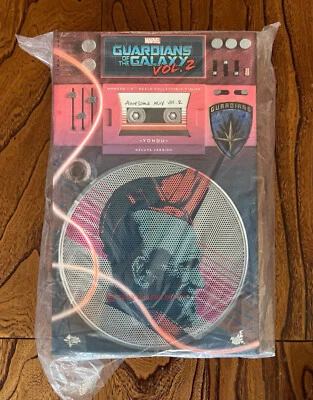 MARVEL
GUARDIANS
OF THE GALAXY
VOL. 2
AWESOME MIX VOL. 2
GUARDIANS
YONDU
DELUXE VERSION